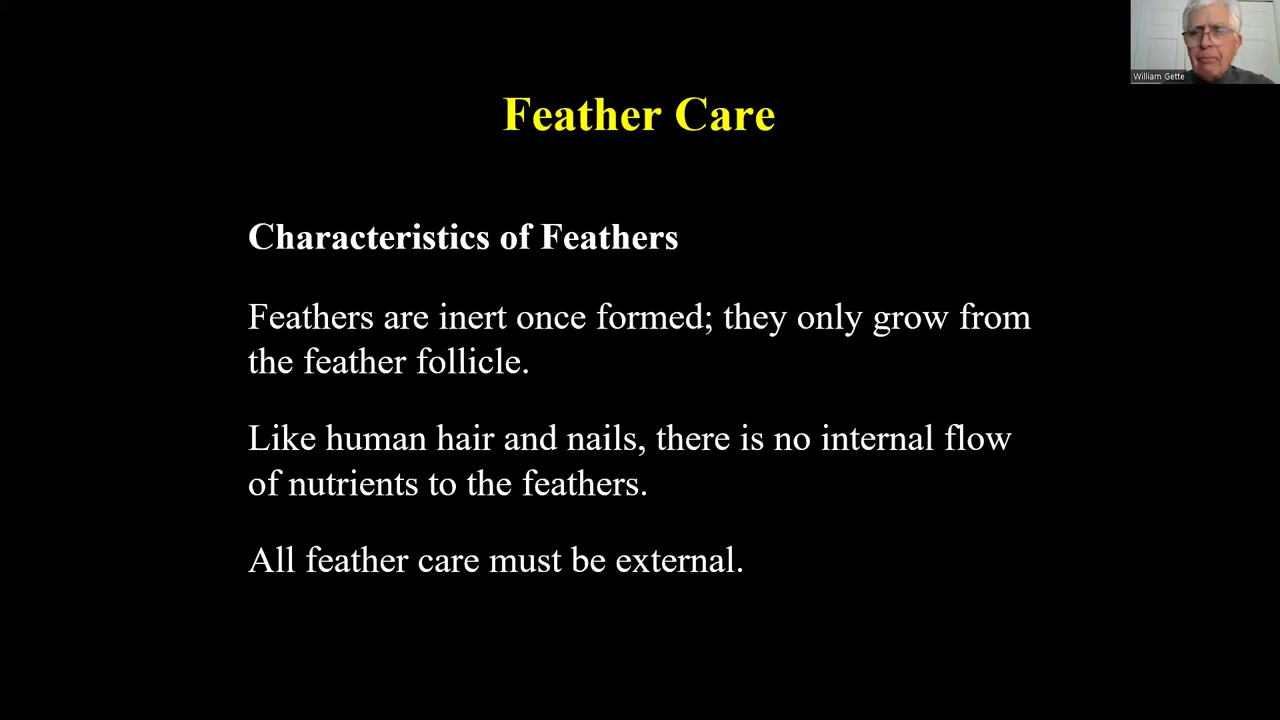 William Gette
Feather Care
Characteristics of Feathers
Feathers are inert once formed; they only grow from
the feather follicle.
Like human hair and nails, there is no internal flow
of nutrients to the feathers.
All feather care must be external.